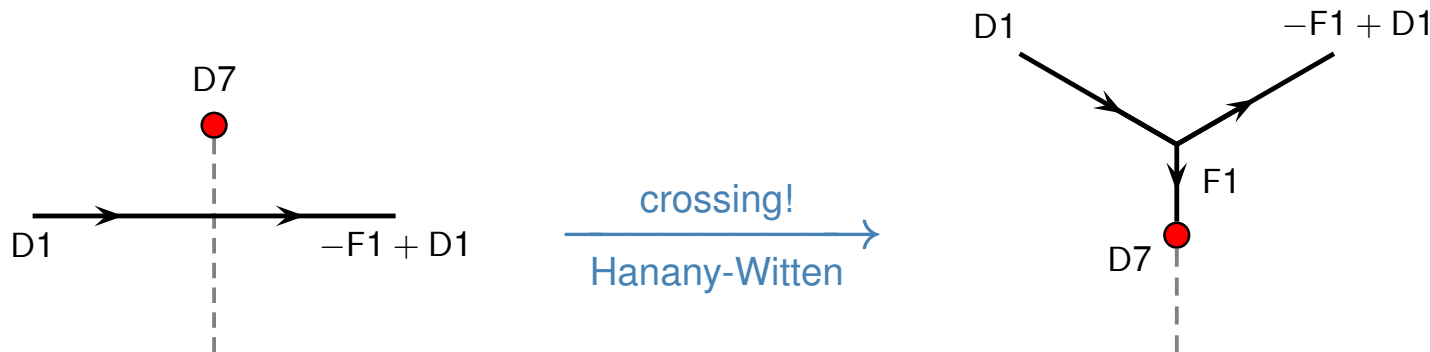 D7
D1
−F1 + D1
crossing!
Hanany-Witten
D1
−F1 + D1
F1
D7